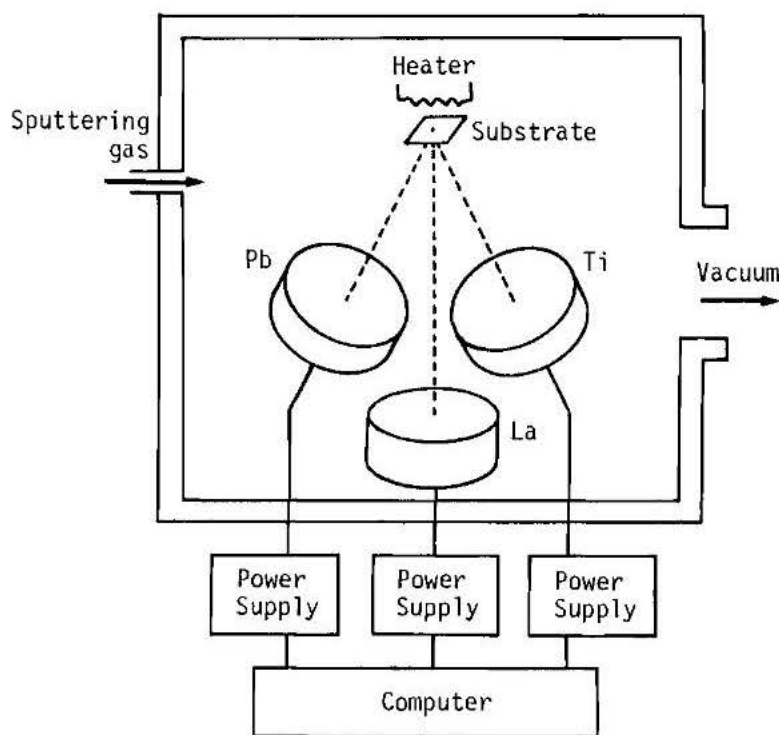 Heater
Sputtering
gas
Substrate
Pb
Ti
Vacuum
La
Power
Supply
Power
Supply
Power
Supply
Computer